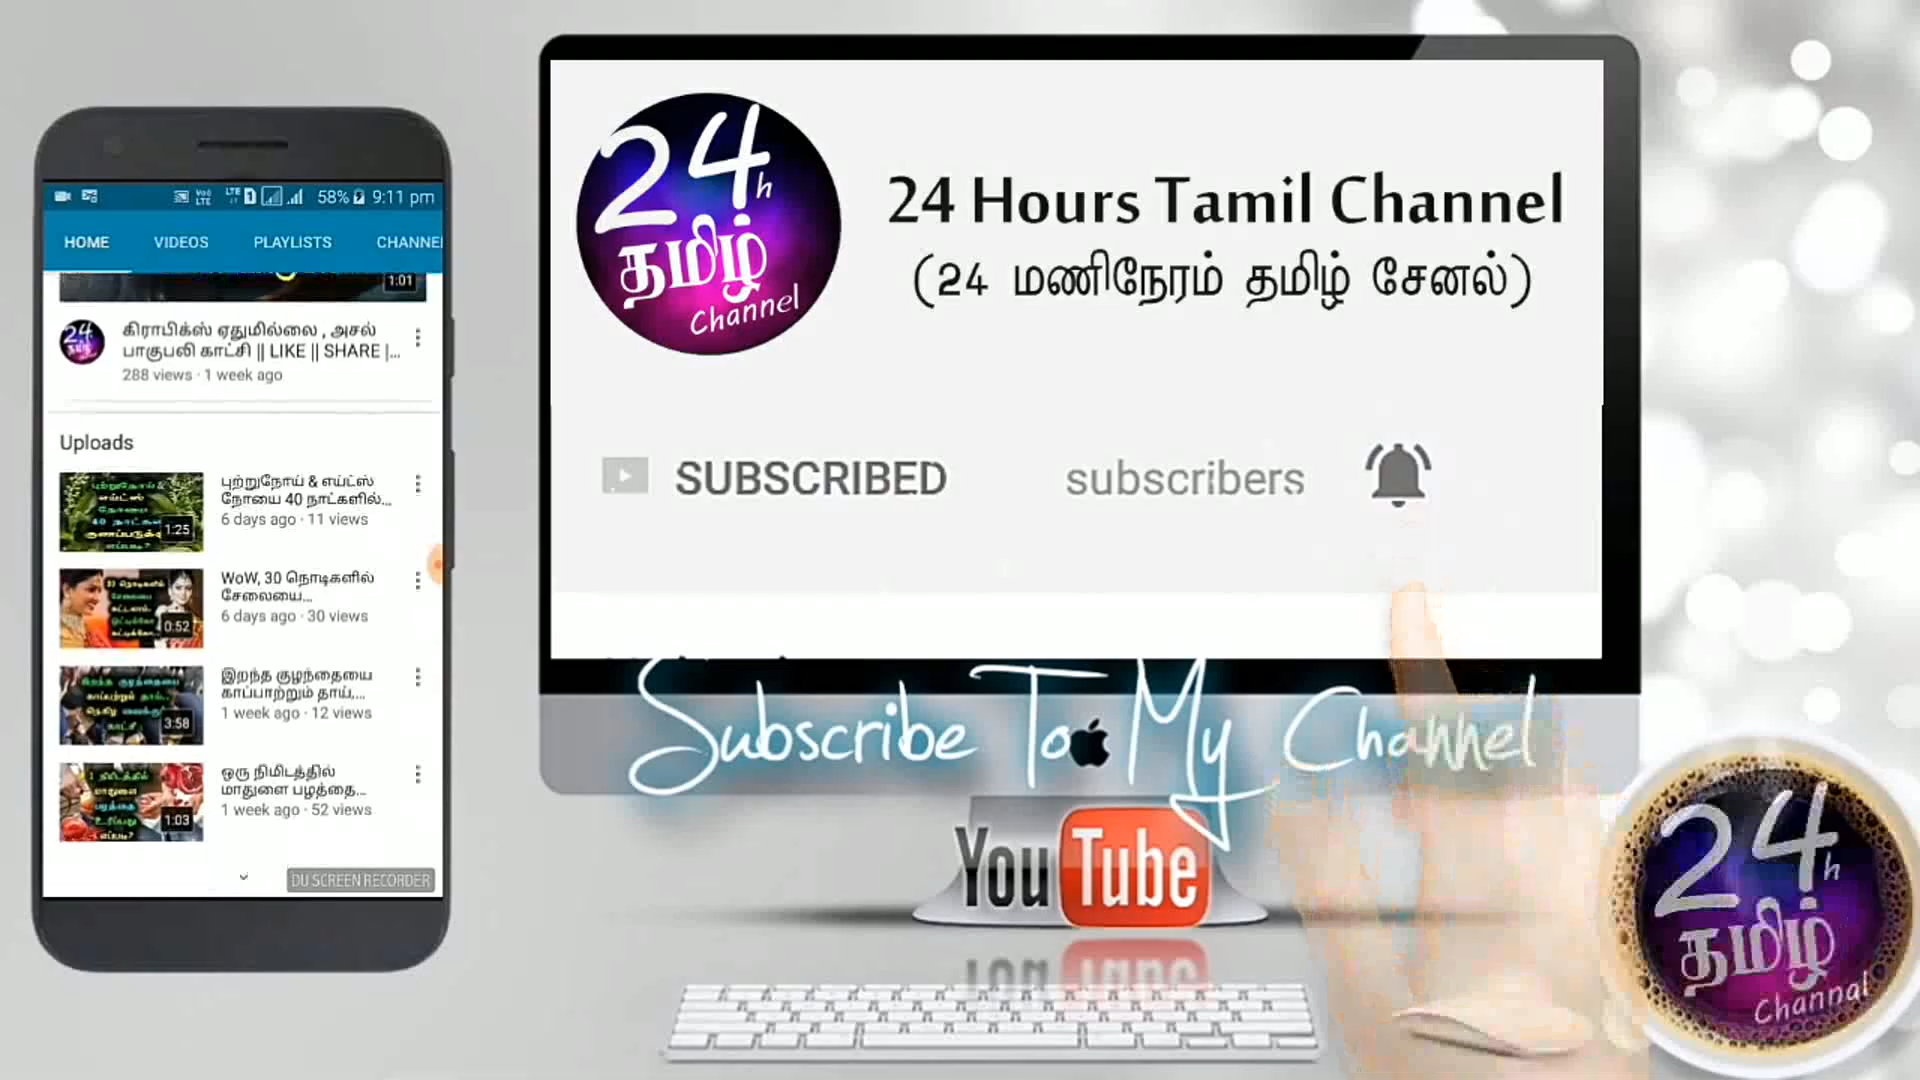 58% 9:11 pm
HOME VIDEOS PLAYLISTS CHANNE
1:01
24h தமிழ்
கிராபிக்ஸ் ஏதுமில்லை , அசல்
பாகுபலி காட்சி || LIKE || SHARE |...
288 views · 1 week ago
Uploads
புற்றுநோய் & எய்ட்ஸ்
நோயை 40 நாட்களில்...
6 days ago · 11 views
1:25
WoW, 30 நொடிகளில்
சேலையை...
6 days ago · 30 views
0:52
இறந்த குழந்தையை
காப்பாற்றும் தாய்,...
1 week ago · 12 views
3:58
ஒரு நிமிடத்தில்
மாதுளை பழத்தை...
1 week ago · 52 views
1:03
DU SCREEN RECORDER
24h
தமிழ்
Channel
24 Hours Tamil Channel
(24 மணிநேரம் தமிழ் சேனல்)
SUBSCRIBED subscribers
Subscribe To My Channel
YouTube
24h
தமிழ்
Channal